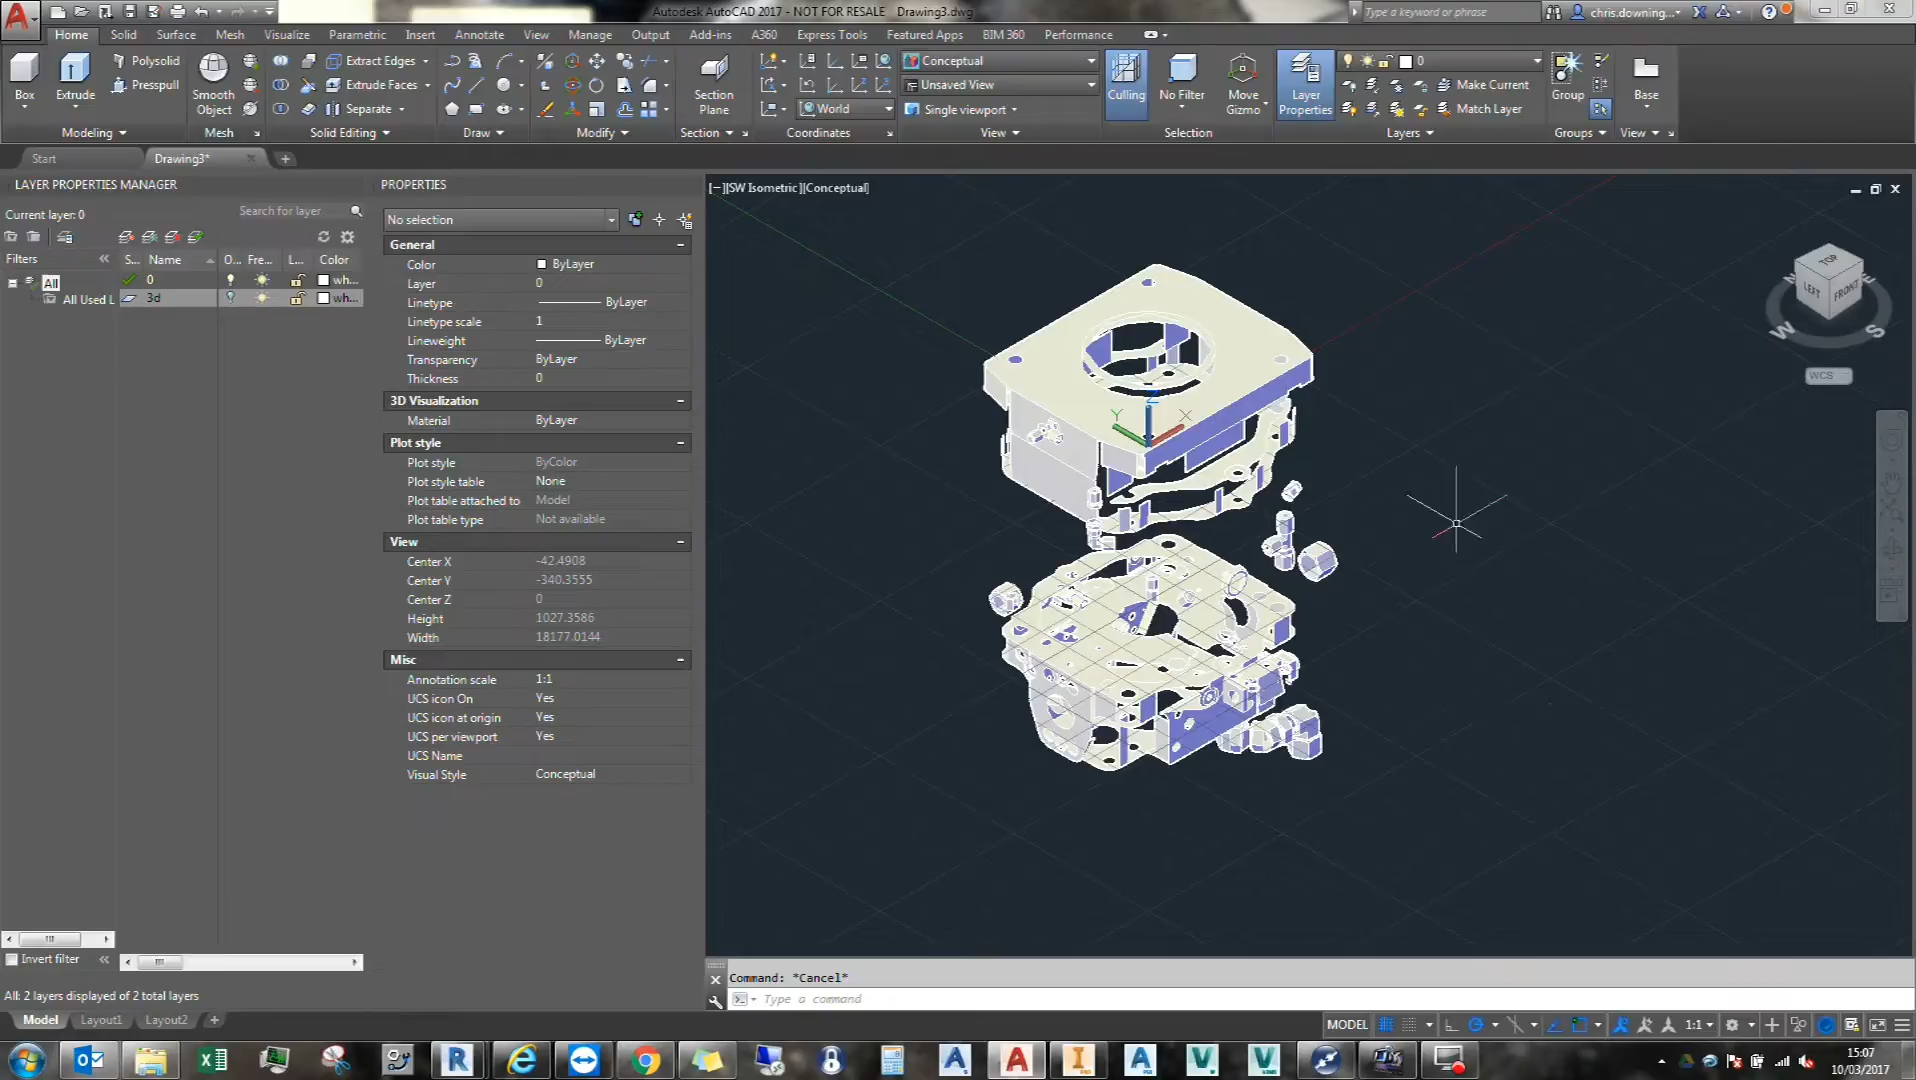 Autodesk AutoCAD 2017 - NOT FOR RESALE Drawing3.dwg
Type a keyword or phrase
chris.downing...
Home Solid Surface Mesh Visualize Parametric Insert Annotate View Manage Output Add-ins A360 Express Tools Featured Apps BIM 360 Performance
Box
Extrude
Polysolid
Presspull
Modeling
Smooth
Object
Mesh
Extract Edges
Extrude Faces
Separate
Solid Editing
Draw
Modify
Section
Plane
Section
World
Coordinates
Conceptual
Unsaved View
Single viewport
View
Culling
No Filter
Move
Gizmo
Selection
Layer
Properties
0
Make Current
Match Layer
Layers
Group
Groups
Base
View
Start
Drawing3*
LAYER PROPERTIES MANAGER
Current layer: 0
Search for layer
Filters
S.. Name O.. Fre... L... Color
All
All Used L
0 wh...
3d wh...
Invert filter
All: 2 layers displayed of 2 total layers
PROPERTIES
No selection
General
Color ByLayer
Layer 0
Linetype ByLayer
Linetype scale 1
Lineweight ByLayer
Transparency ByLayer
Thickness 0
3D Visualization
Material ByLayer
Plot style
Plot style ByColor
Plot style table None
Plot table attached to Model
Plot table type Not available
View
Center X -42.4908
Center Y -340.3555
Center Z 0
Height 1027.3586
Width 18177.0144
Misc
Annotation scale 1:1
UCS icon On Yes
UCS icon at origin Yes
UCS per viewport Yes
UCS Name
Visual Style Conceptual
[−][SW Isometric][Conceptual]
TOP
LEFT
FRONT
N
E
W
S
WCS
Z
Y
X
Command: *Cancel*
Type a command
Model Layout1 Layout2
MODEL
1:1
15:07
10/03/2017